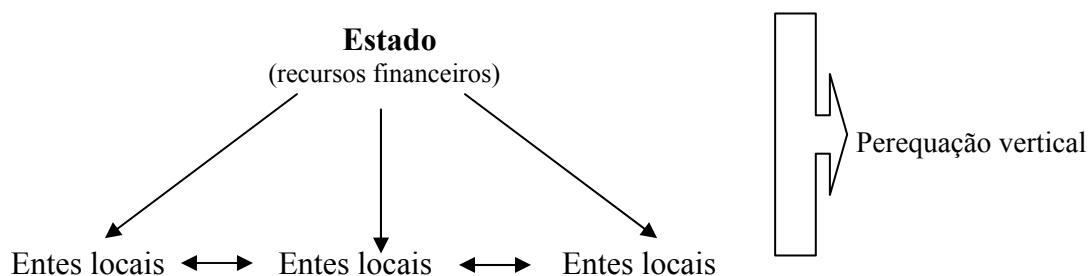 Estado
(recursos financeiros)
Perequação vertical
Entes locais Entes locais Entes locais